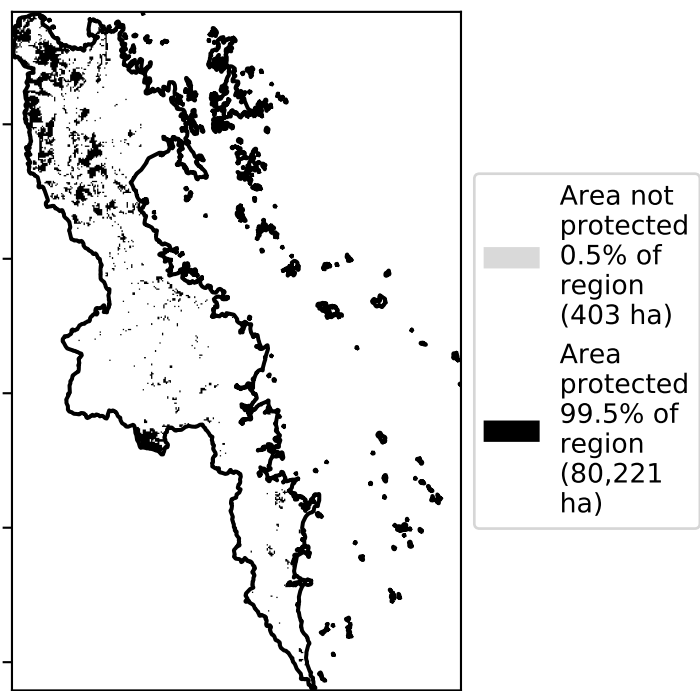 Area not
protected
0.5% of
region
(403 ha)
Area
protected
99.5% of
region
(80,221
ha)